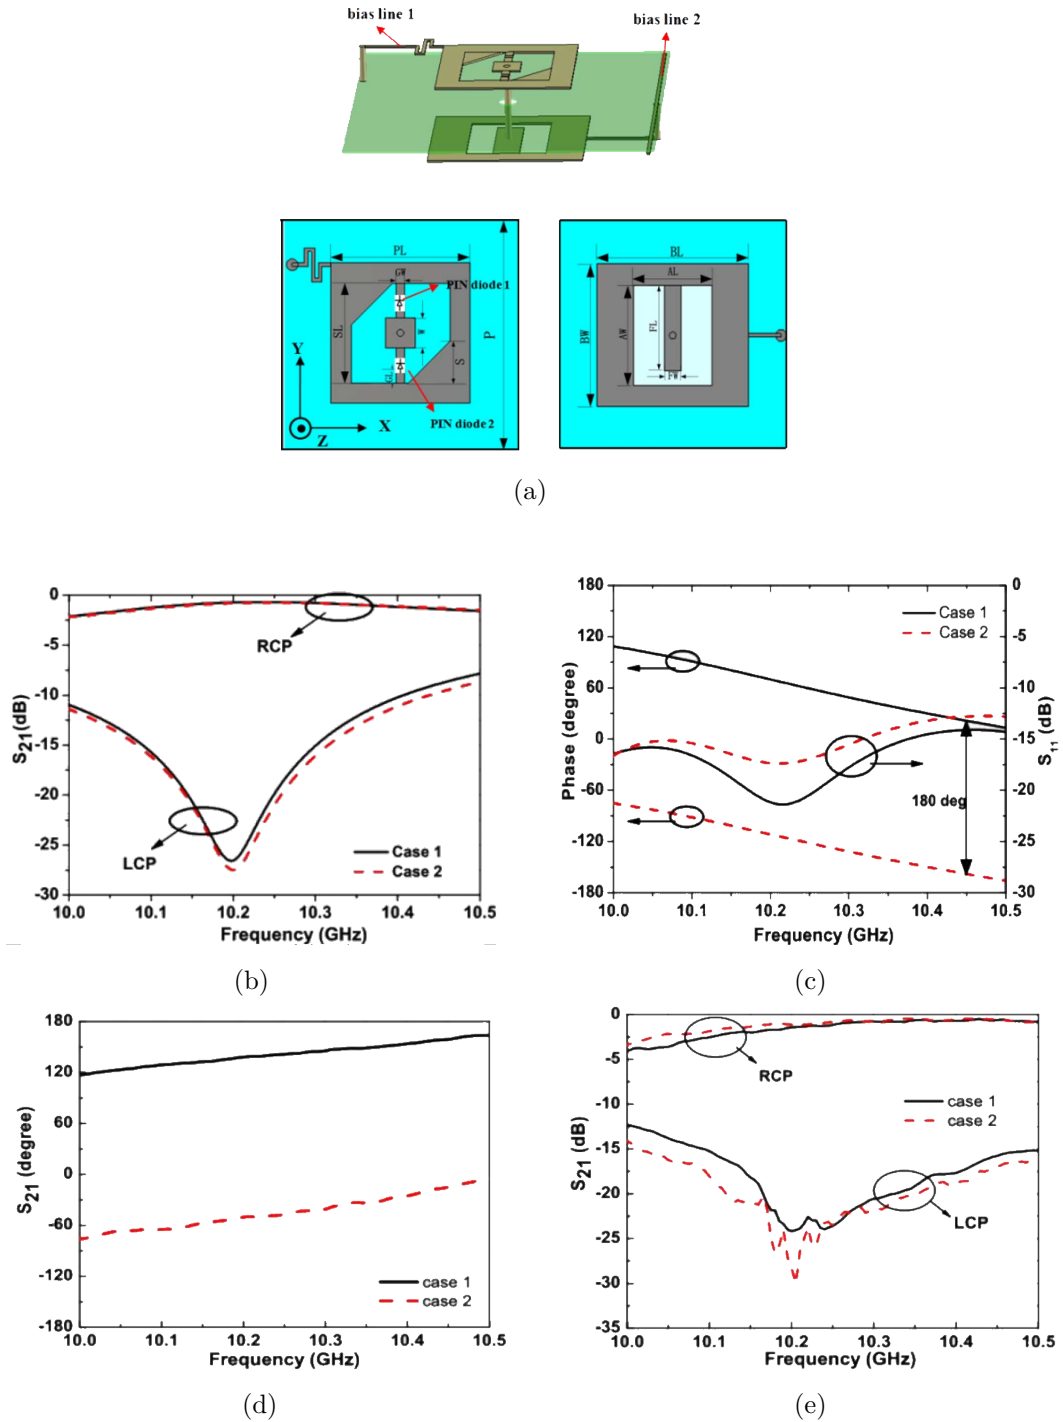 bias line 1
bias line 2
PL
GW
PIN diode 1
SL
W
S
GL
P
Y
X
Z
PIN diode2
BL
AL
BW
AW
FL
FW
(a)
0
-5
-10
-15
-20
-25
-30
S21(dB)
RCP
LCP
Case 1
Case 2
10.0 10.1 10.2 10.3 10.4 10.5
Frequency (GHz)
(b)
180
120
60
0
-60
-120
-180
Phase (degree)
Case 1
Case 2
180 deg
0
-5
-10
-15
-20
-25
-30
S11 (dB)
10.0 10.1 10.2 10.3 10.4 10.5
Frequency (GHz)
(c)
180
120
60
0
-60
-120
-180
S21 (degree)
case 1
case 2
10.0 10.1 10.2 10.3 10.4 10.5
Frequency (GHz)
(d)
0
-5
-10
-15
-20
-25
-30
-35
S21 (dB)
RCP
case 1
case 2
LCP
10.0 10.1 10.2 10.3 10.4 10.5
Frequency (GHz)
(e)